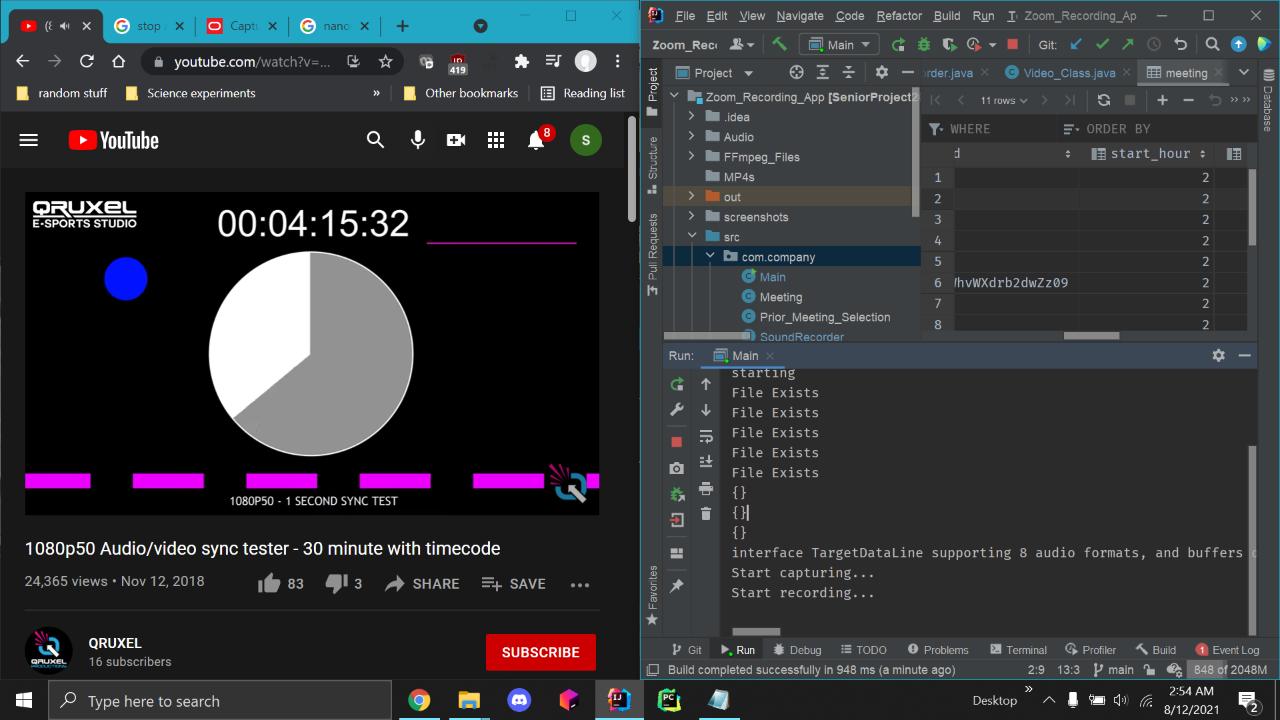 stop
Captu
nano
youtube.com/watch?v=...
419
random stuff
Science experiments
»
Other bookmarks
Reading list
YouTube
8
S
QRUXEL
E-SPORTS STUDIO
00:04:15:32
1080P50 - 1 SECOND SYNC TEST
1080p50 Audio/video sync tester - 30 minute with timecode
24,365 views • Nov 12, 2018
83
3
SHARE
SAVE
QRUXEL
PRODUCTIONS
QRUXEL
16 subscribers
SUBSCRIBE
File Edit View Navigate Code Refactor Build Run Zoom_Recording_Ap
Zoom_Reci
Main
Git:
Project
rder.java
Video_Class.java
meeting
Zoom_Recording_App [SeniorProject2
.idea
Audio
FFmpeg_Files
MP4s
out
screenshots
src
com.company
Main
Meeting
Prior_Meeting_Selection
SoundRecorder
11 rows
WHERE
ORDER BY
d
start_hour
1 2
2 2
3 2
4 2
5 2
6 WhvWXdrb2dwZz09 2
7 2
8 2
Project
Structure
Pull Requests
Favorites
Database
Run: Main
starting
File Exists
File Exists
File Exists
File Exists
File Exists
{}
{}
{}
interface TargetDataLine supporting 8 audio formats, and buffers
Start capturing...
Start recording...
Git
Run
Debug
TODO
Problems
Terminal
Profiler
Build
1 Event Log
Build completed successfully in 948 ms (a minute ago)
2:9 13:3 main 848 of 2048M
Type here to search
Desktop
»
2:54 AM
8/12/2021
2